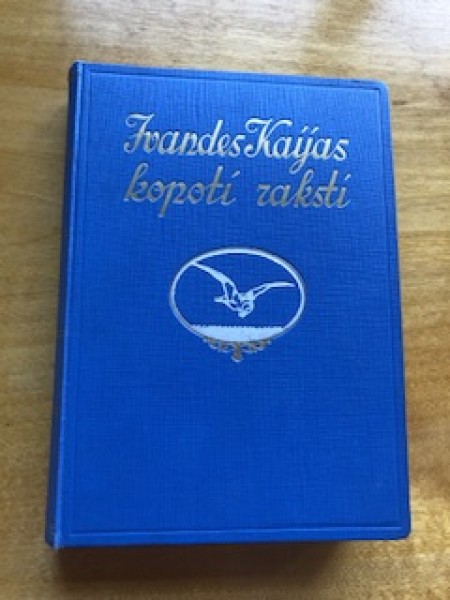 Ivandes Kaijas
kopoti raksti